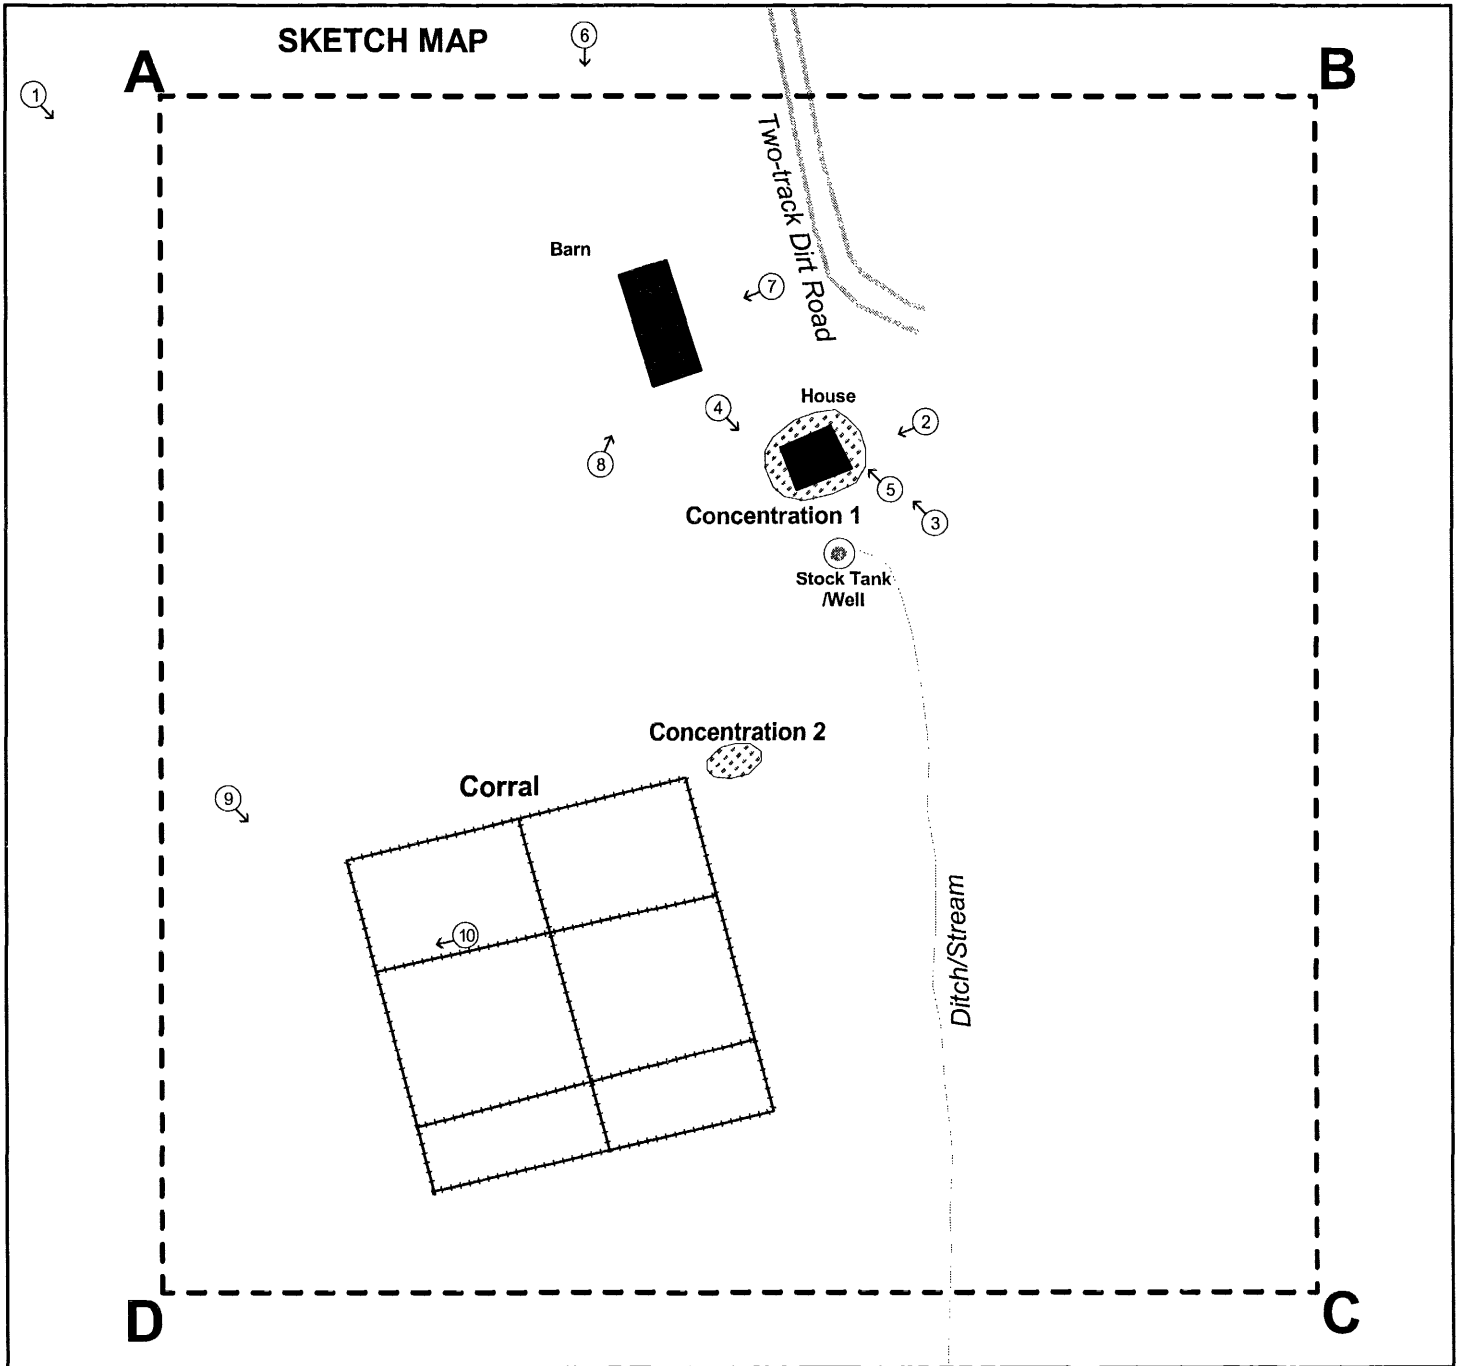 SKETCH MAP
6
A
B
1
Two-track Dirt Road
Barn
7
House
4
2
8
5
Concentration 1
3
Stock Tank
/Well
Concentration 2
Corral
9
Ditch/Stream
10
D
C